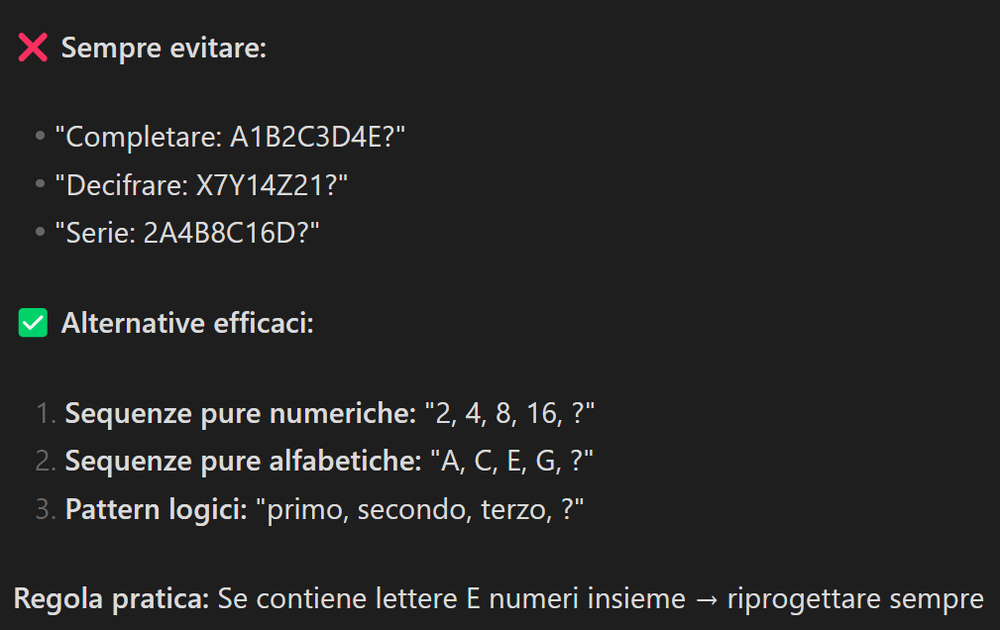 ❌ Sempre evitare:
• "Completare: A1B2C3D4E?"
• "Decifrare: X7Y14Z21?"
• "Serie: 2A4B8C16D?"
✅ Alternative efficaci:
1. Sequenze pure numeriche: "2, 4, 8, 16, ?"
2. Sequenze pure alfabetiche: "A, C, E, G, ?"
3. Pattern logici: "primo, secondo, terzo, ?"
Regola pratica: Se contiene lettere E numeri insieme → riprogettare sempre